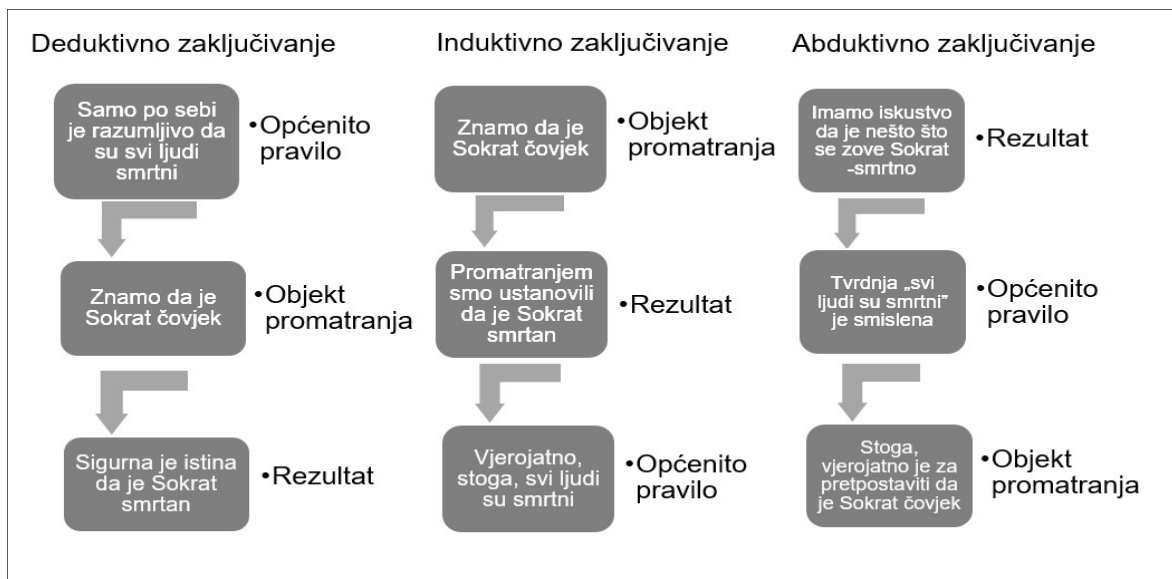 Deduktivno zaključivanje
Samo po sebi
je razumljivo da
su svi ljudi
smrtni
•Općenito
pravilo
Znamo da je
Sokrat čovjek
•Objekt
promatranja
Sigurna je istina
da je Sokrat
smrtan
•Rezultat
Induktivno zaključivanje
Znamo da je
Sokrat čovjek
•Objekt
promatranja
Promatranjem
smo ustanovili
da je Sokrat
smrtan
•Rezultat
Vjerojatno,
stoga, svi ljudi
su smrtni
•Općenito
pravilo
Abduktivno zaključivanje
Imamo iskustvo
da je nešto što
se zove Sokrat
-smrtno
•Rezultat
Tvrdnja „svi
ljudi su smrtni”
je smislena
•Općenito
pravilo
Stoga,
vjerojatno je za
pretpostaviti da
je Sokrat čovjek
•Objekt
promatranja